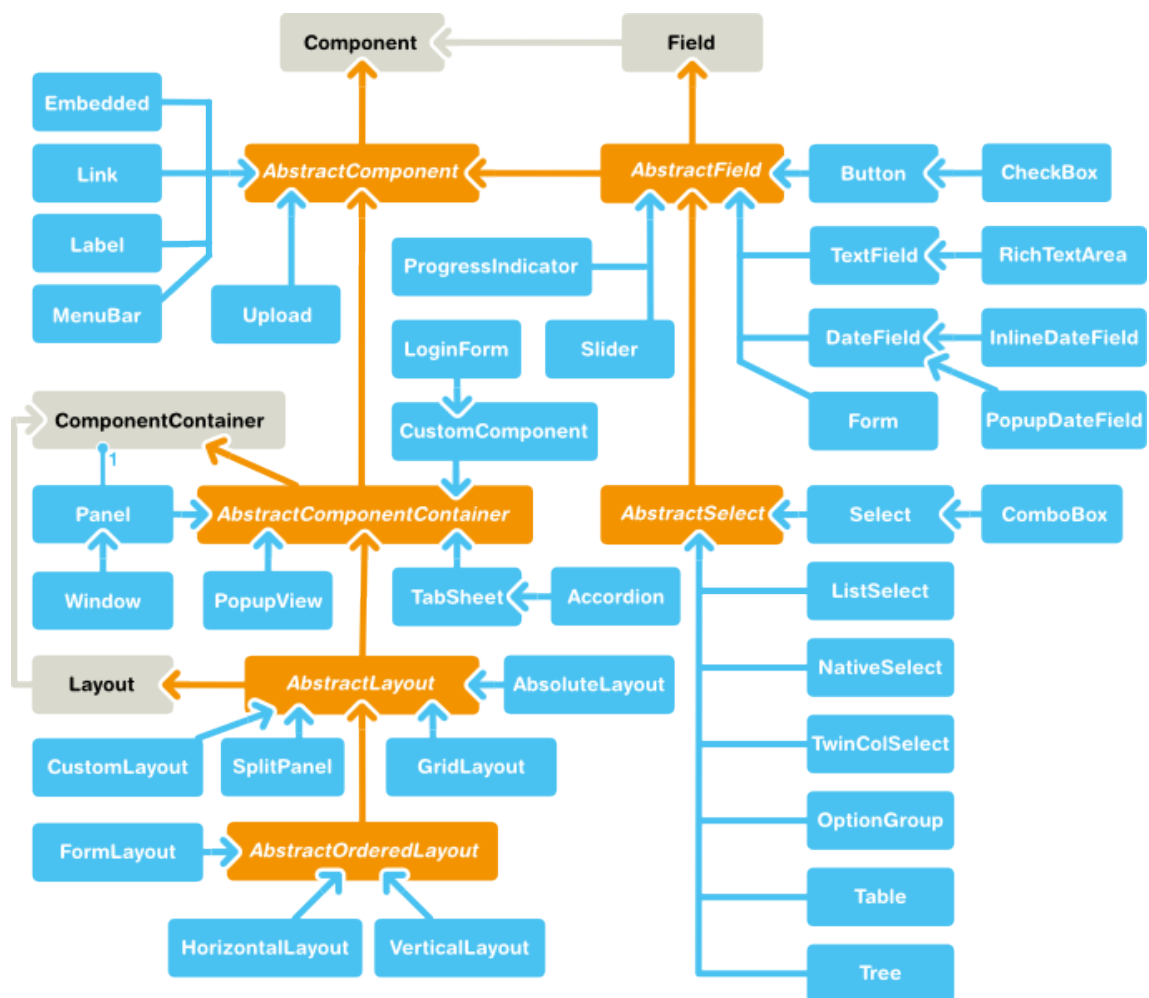 Component
Field
Embedded
AbstractComponent
AbstractField
Button
CheckBox
Link
Label
ProgressIndicator
TextField
RichTextArea
MenuBar
Upload
LoginForm
Slider
DateField
InlineDateField
ComponentContainer
CustomComponent
Form
PopupDateField
1
Panel
AbstractComponentContainer
AbstractSelect
Select
ComboBox
Window
PopupView
TabSheet
Accordion
ListSelect
Layout
AbstractLayout
AbsoluteLayout
NativeSelect
CustomLayout
SplitPanel
GridLayout
TwinColSelect
FormLayout
AbstractOrderedLayout
OptionGroup
Table
HorizontalLayout
VerticalLayout
Tree